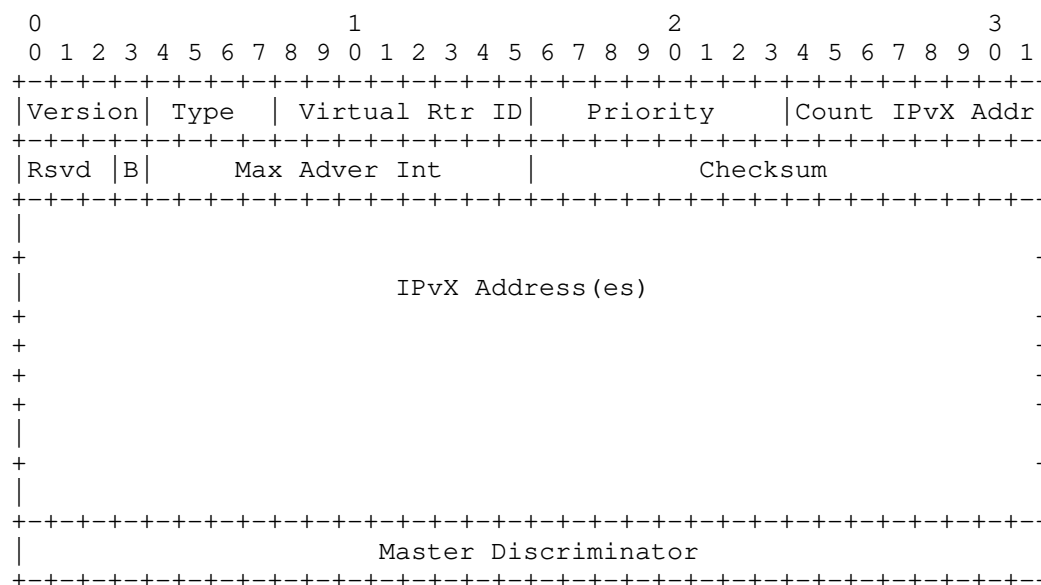 0                   1                   2                   3
 0 1 2 3 4 5 6 7 8 9 0 1 2 3 4 5 6 7 8 9 0 1 2 3 4 5 6 7 8 9 0 1
+-+-+-+-+-+-+-+-+-+-+-+-+-+-+-+-+-+-+-+-+-+-+-+-+-+-+-+-+-+-+-+--
|Version| Type  | Virtual Rtr ID|   Priority    |Count IPvX Addr
+-+-+-+-+-+-+-+-+-+-+-+-+-+-+-+-+-+-+-+-+-+-+-+-+-+-+-+-+-+-+-+--
|Rsvd |B|     Max Adver Int     |          Checksum
+-+-+-+-+-+-+-+-+-+-+-+-+-+-+-+-+-+-+-+-+-+-+-+-+-+-+-+-+-+-+-+--
|
+                                                               -
|                       IPvX Address(es)
+                                                               -
+                                                               -
+                                                               -
+                                                               -
|
+                                                               -
|
+-+-+-+-+-+-+-+-+-+-+-+-+-+-+-+-+-+-+-+-+-+-+-+-+-+-+-+-+-+-+-+--
|                      Master Discriminator
+-+-+-+-+-+-+-+-+-+-+-+-+-+-+-+-+-+-+-+-+-+-+-+-+-+-+-+-+-+-+-+--